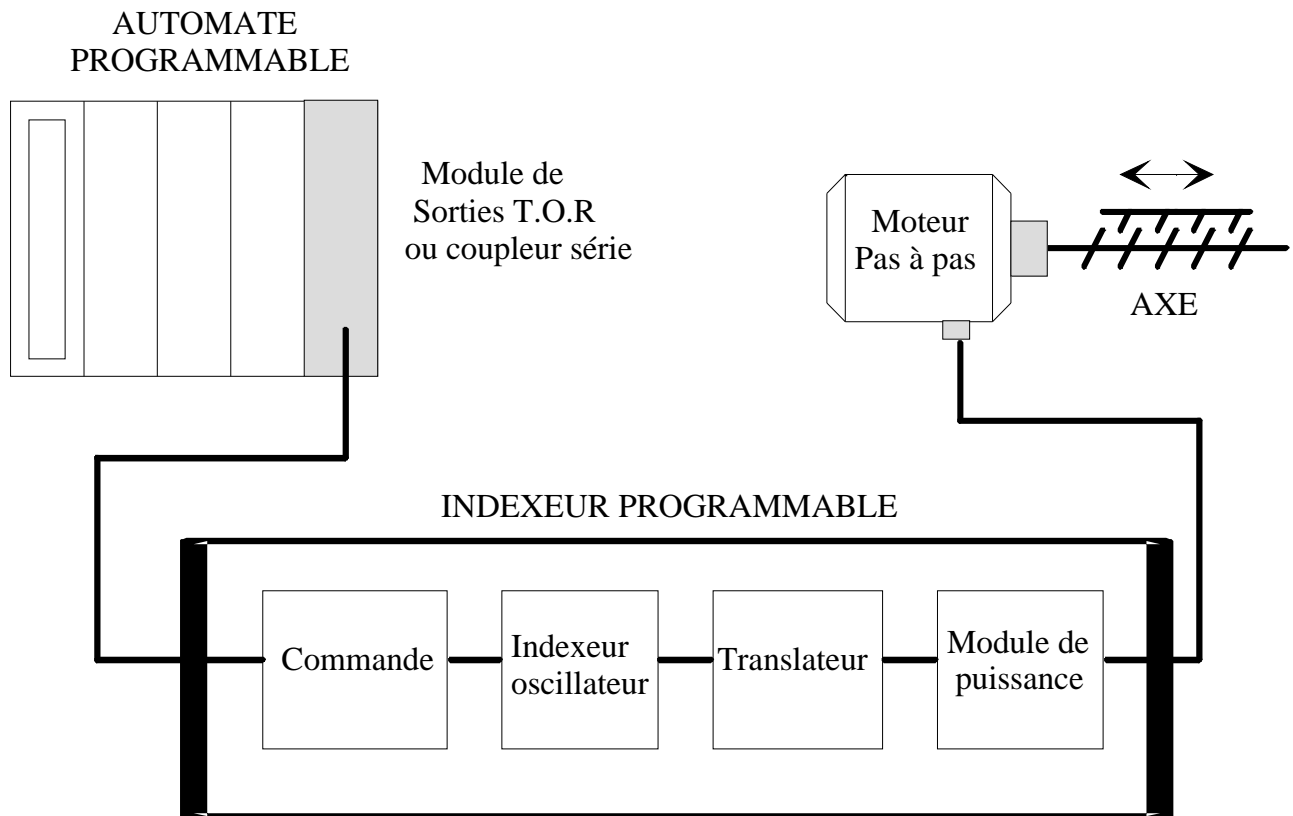 AUTOMATE
PROGRAMMABLE
Module de
Sorties T.O.R
ou coupleur série
Moteur
Pas à pas
AXE
INDEXEUR PROGRAMMABLE
Commande
Indexeur
oscillateur
Translateur
Module de
puissance